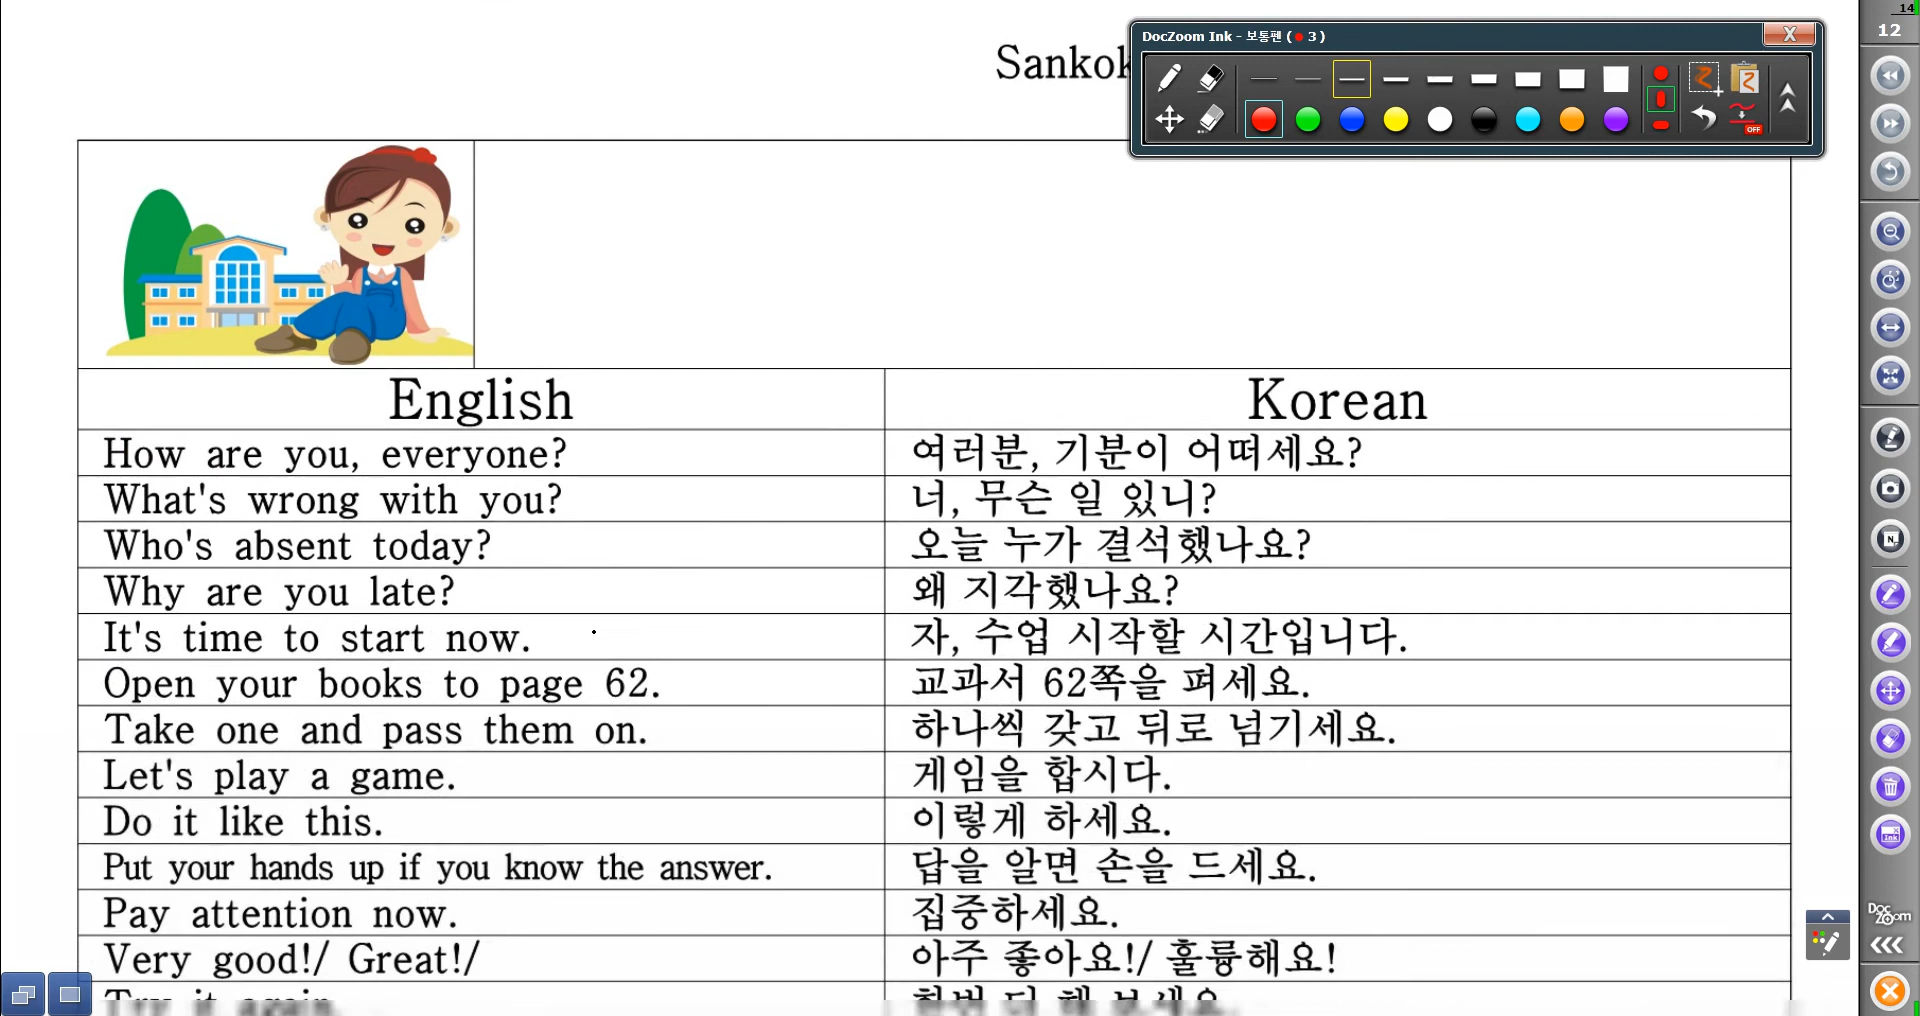 14
12
Sankok
DocZoom Ink - 보통펜 ( 3 )
X
OFF
English Korean
How are you, everyone? 여러분, 기분이 어떠세요?
What's wrong with you? 너, 무슨 일 있니?
Who's absent today? 오늘 누가 결석했나요?
Why are you late? 왜 지각했나요?
It's time to start now. 자, 수업 시작할 시간입니다.
Open your books to page 62. 교과서 62쪽을 펴세요.
Take one and pass them on. 하나씩 갖고 뒤로 넘기세요.
Let's play a game. 게임을 합시다.
Do it like this. 이렇게 하세요.
Put your hands up if you know the answer. 답을 알면 손을 드세요.
Pay attention now. 집중하세요.
Very good!/ Great!/ 아주 좋아요!/ 훌륭해요!
Try it again.
N
Ink
Doc Zoom